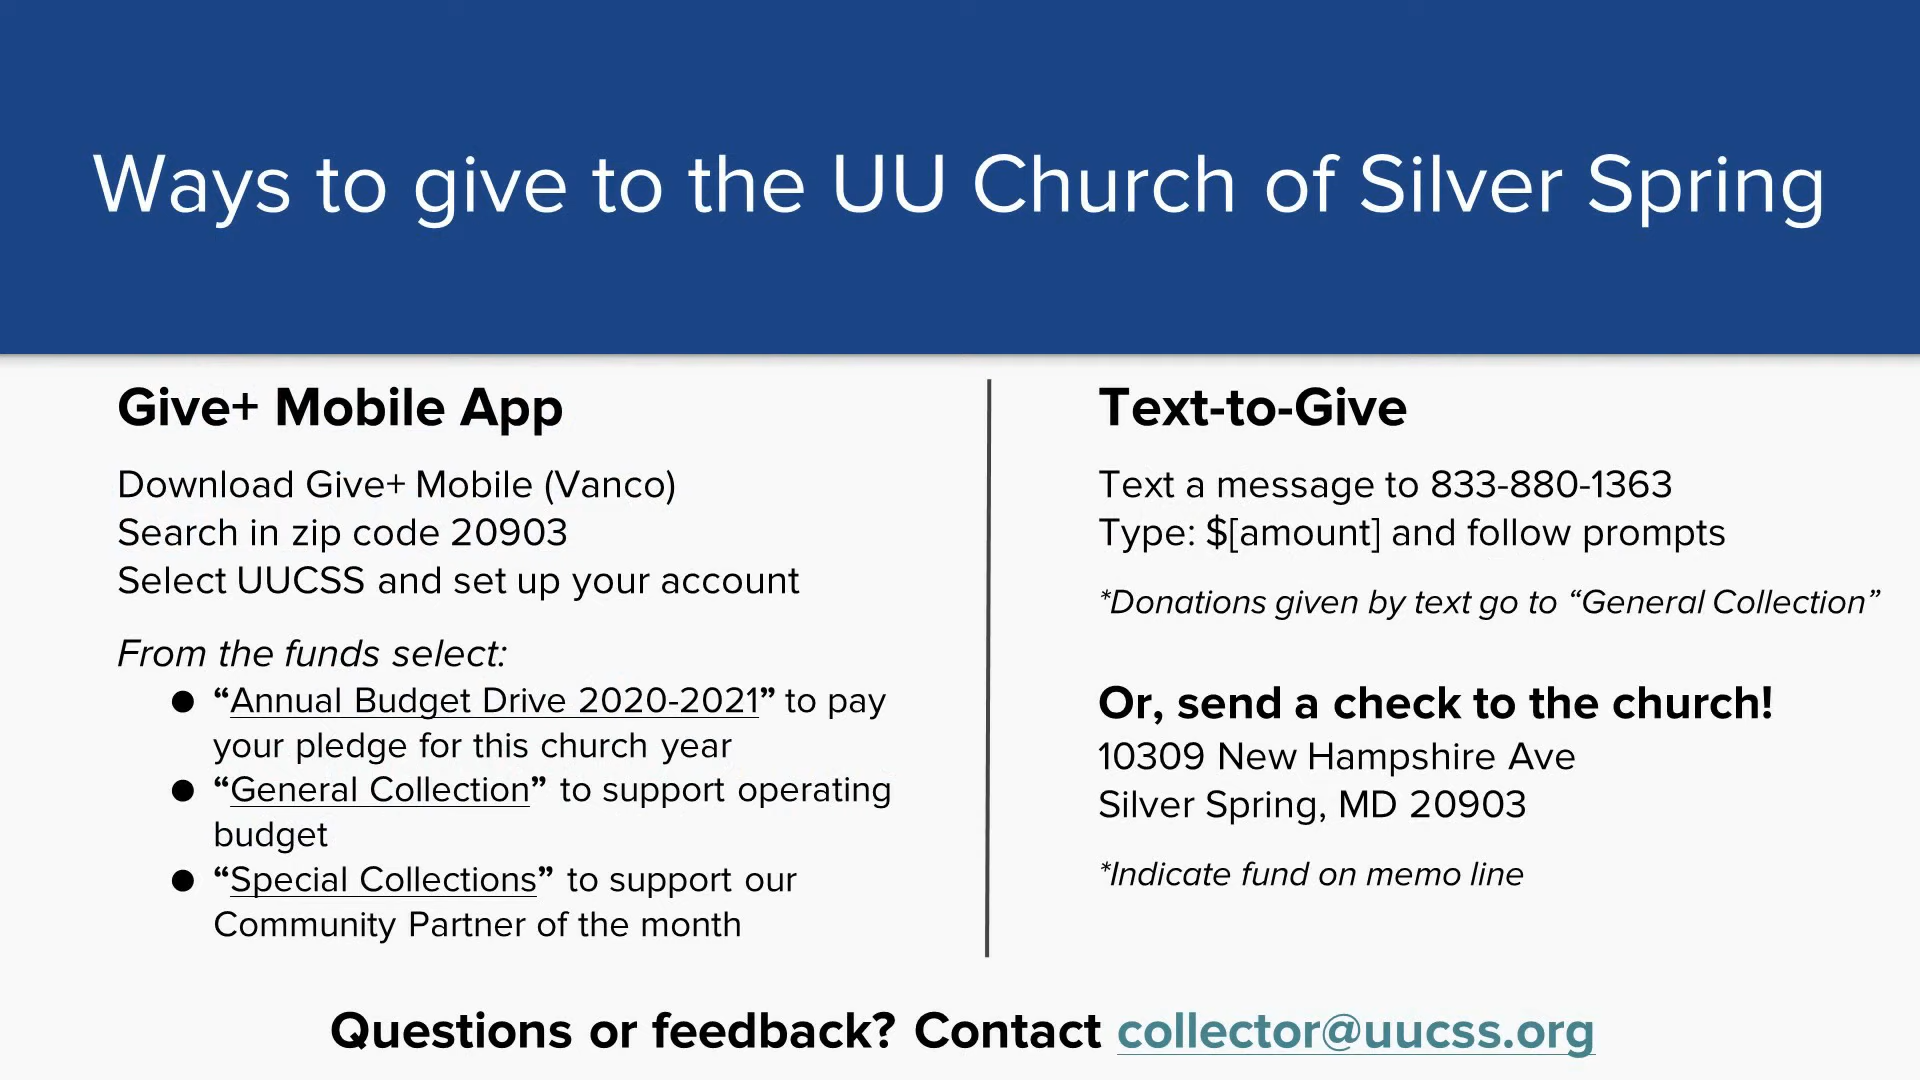 Ways to give to the UU Church of Silver Spring
Give+ Mobile App
Download Give+ Mobile (Vanco)
Search in zip code 20903
Select UUCSS and set up your account
From the funds select:
● “Annual Budget Drive 2020-2021” to pay
your pledge for this church year
● “General Collection” to support operating
budget
● “Special Collections” to support our
Community Partner of the month
Text-to-Give
Text a message to 833-880-1363
Type: $[amount] and follow prompts
*Donations given by text go to “General Collection”
Or, send a check to the church!
10309 New Hampshire Ave
Silver Spring, MD 20903
*Indicate fund on memo line
Questions or feedback? Contact collector@uucss.org